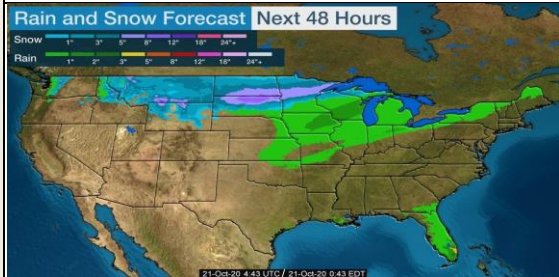 Rain and Snow Forecast Next 48 Hours
Snow
1" 3" 5" 8" 12" 18" 24"+
Rain
1" 2" 3" 5" 8" 12" 18" 24"+
21-Oct-20 4:43 UTC / 21-Oct-20 0:43 EDT